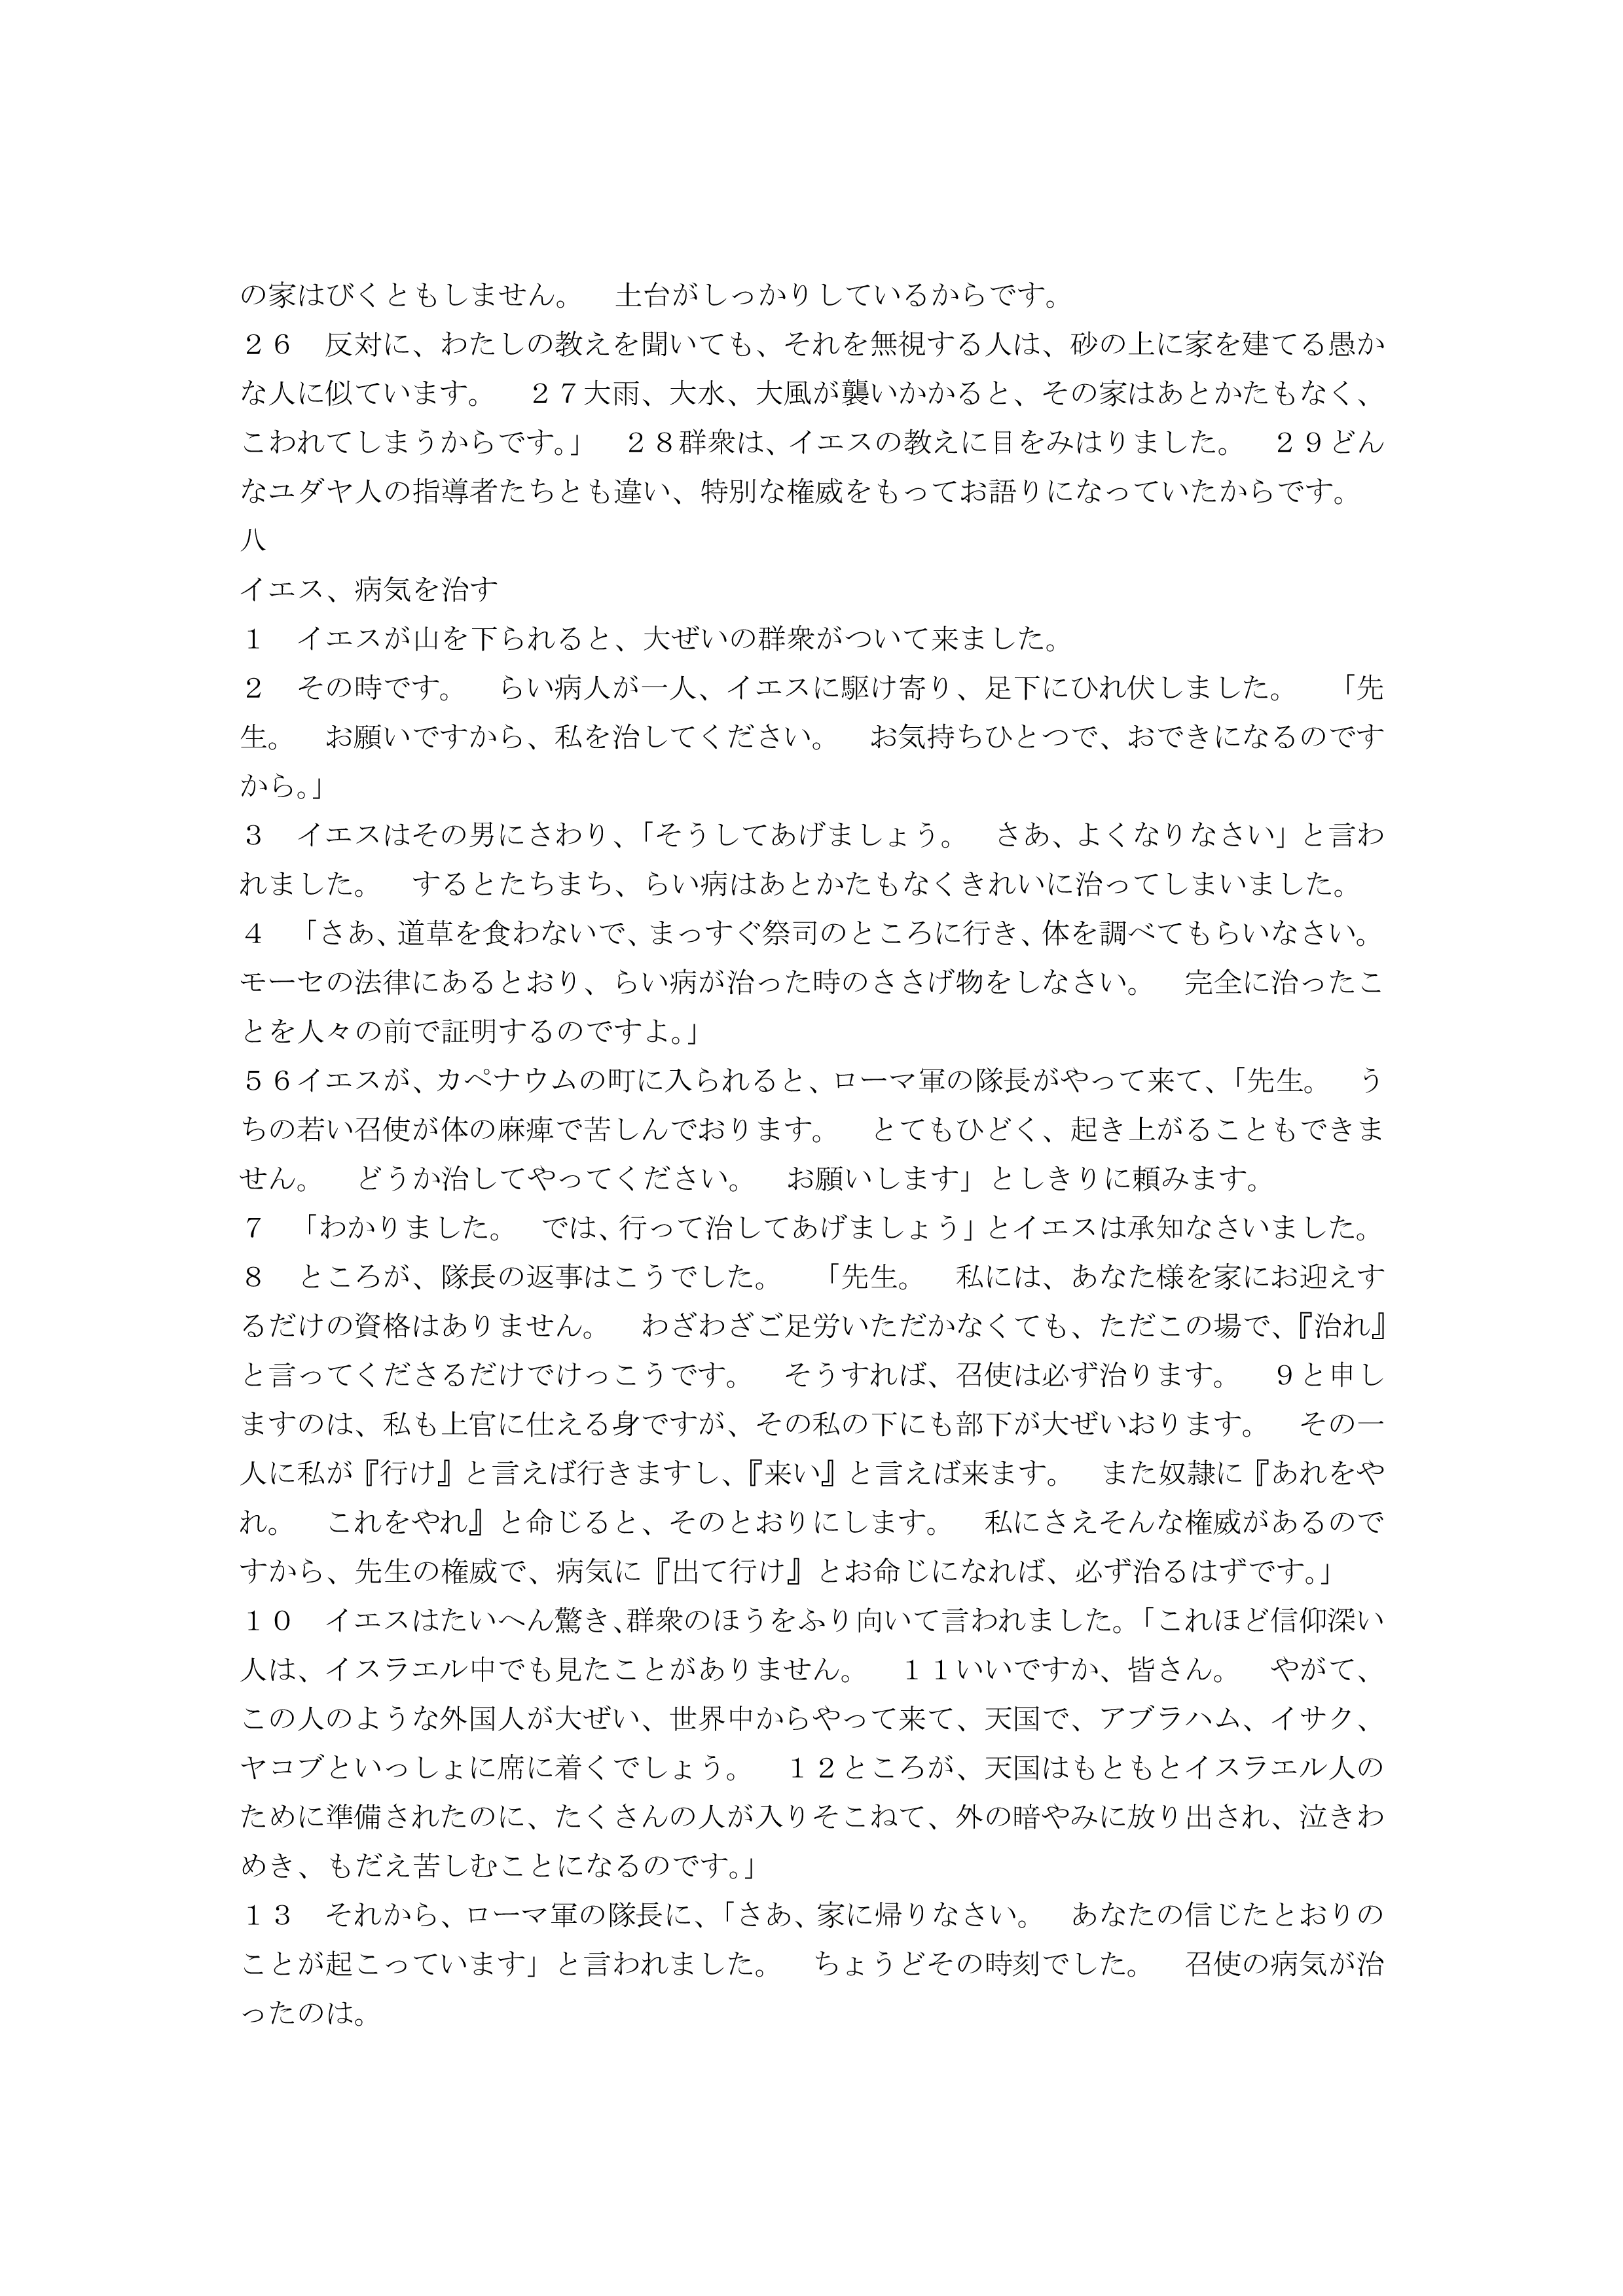 の家はびくともしません。　土台がしっかりしているからです。
２６　反対に、わたしの教えを聞いても、それを無視する人は、砂の上に家を建てる愚か
な人に似ています。　２７大雨、大水、大風が襲いかかると、その家はあとかたもなく、
こわれてしまうからです。」　２８群衆は、イエスの教えに目をみはりました。　２９どん
なユダヤ人の指導者たちとも違い、特別な権威をもってお語りになっていたからです。
八
イエス、病気を治す
１　イエスが山を下られると、大ぜいの群衆がついて来ました。
２　その時です。　らい病人が一人、イエスに駆け寄り、足下にひれ伏しました。　「先
生。　お願いですから、私を治してください。　お気持ちひとつで、おできになるのです
から。」
３　イエスはその男にさわり、「そうしてあげましょう。　さあ、よくなりなさい」と言わ
れました。　するとたちまち、らい病はあとかたもなくきれいに治ってしまいました。
４　「さあ、道草を食わないで、まっすぐ祭司のところに行き、体を調べてもらいなさい。
モーセの法律にあるとおり、らい病が治った時のささげ物をしなさい。　完全に治ったこ
とを人々の前で証明するのですよ。」
５６イエスが、カペナウムの町に入られると、ローマ軍の隊長がやって来て、「先生。　う
ちの若い召使が体の麻痺で苦しんでおります。　とてもひどく、起き上がることもできま
せん。　どうか治してやってください。　お願いします」としきりに頼みます。
７　「わかりました。　では、行って治してあげましょう」とイエスは承知なさいました。
８　ところが、隊長の返事はこうでした。　「先生。　私には、あなた様を家にお迎えす
るだけの資格はありません。　わざわざご足労いただかなくても、ただこの場で、『治れ』
と言ってくださるだけでけっこうです。　そうすれば、召使は必ず治ります。　９と申し
ますのは、私も上官に仕える身ですが、その私の下にも部下が大ぜいおります。　その一
人に私が『行け』と言えば行きますし、『来い』と言えば来ます。　また奴隷に『あれをや
れ。　これをやれ』と命じると、そのとおりにします。　私にさえそんな権威があるので
すから、先生の権威で、病気に『出て行け』とお命じになれば、必ず治るはずです。」
１０　イエスはたいへん驚き、群衆のほうをふり向いて言われました。「これほど信仰深い
人は、イスラエル中でも見たことがありません。　１１いいですか、皆さん。　やがて、
この人のような外国人が大ぜい、世界中からやって来て、天国で、アブラハム、イサク、
ヤコブといっしょに席に着くでしょう。　１２ところが、天国はもともとイスラエル人の
ために準備されたのに、たくさんの人が入りそこねて、外の暗やみに放り出され、泣きわ
めき、もだえ苦しむことになるのです。」
１３　それから、ローマ軍の隊長に、「さあ、家に帰りなさい。　あなたの信じたとおりの
ことが起こっています」と言われました。　ちょうどその時刻でした。　召使の病気が治
ったのは。